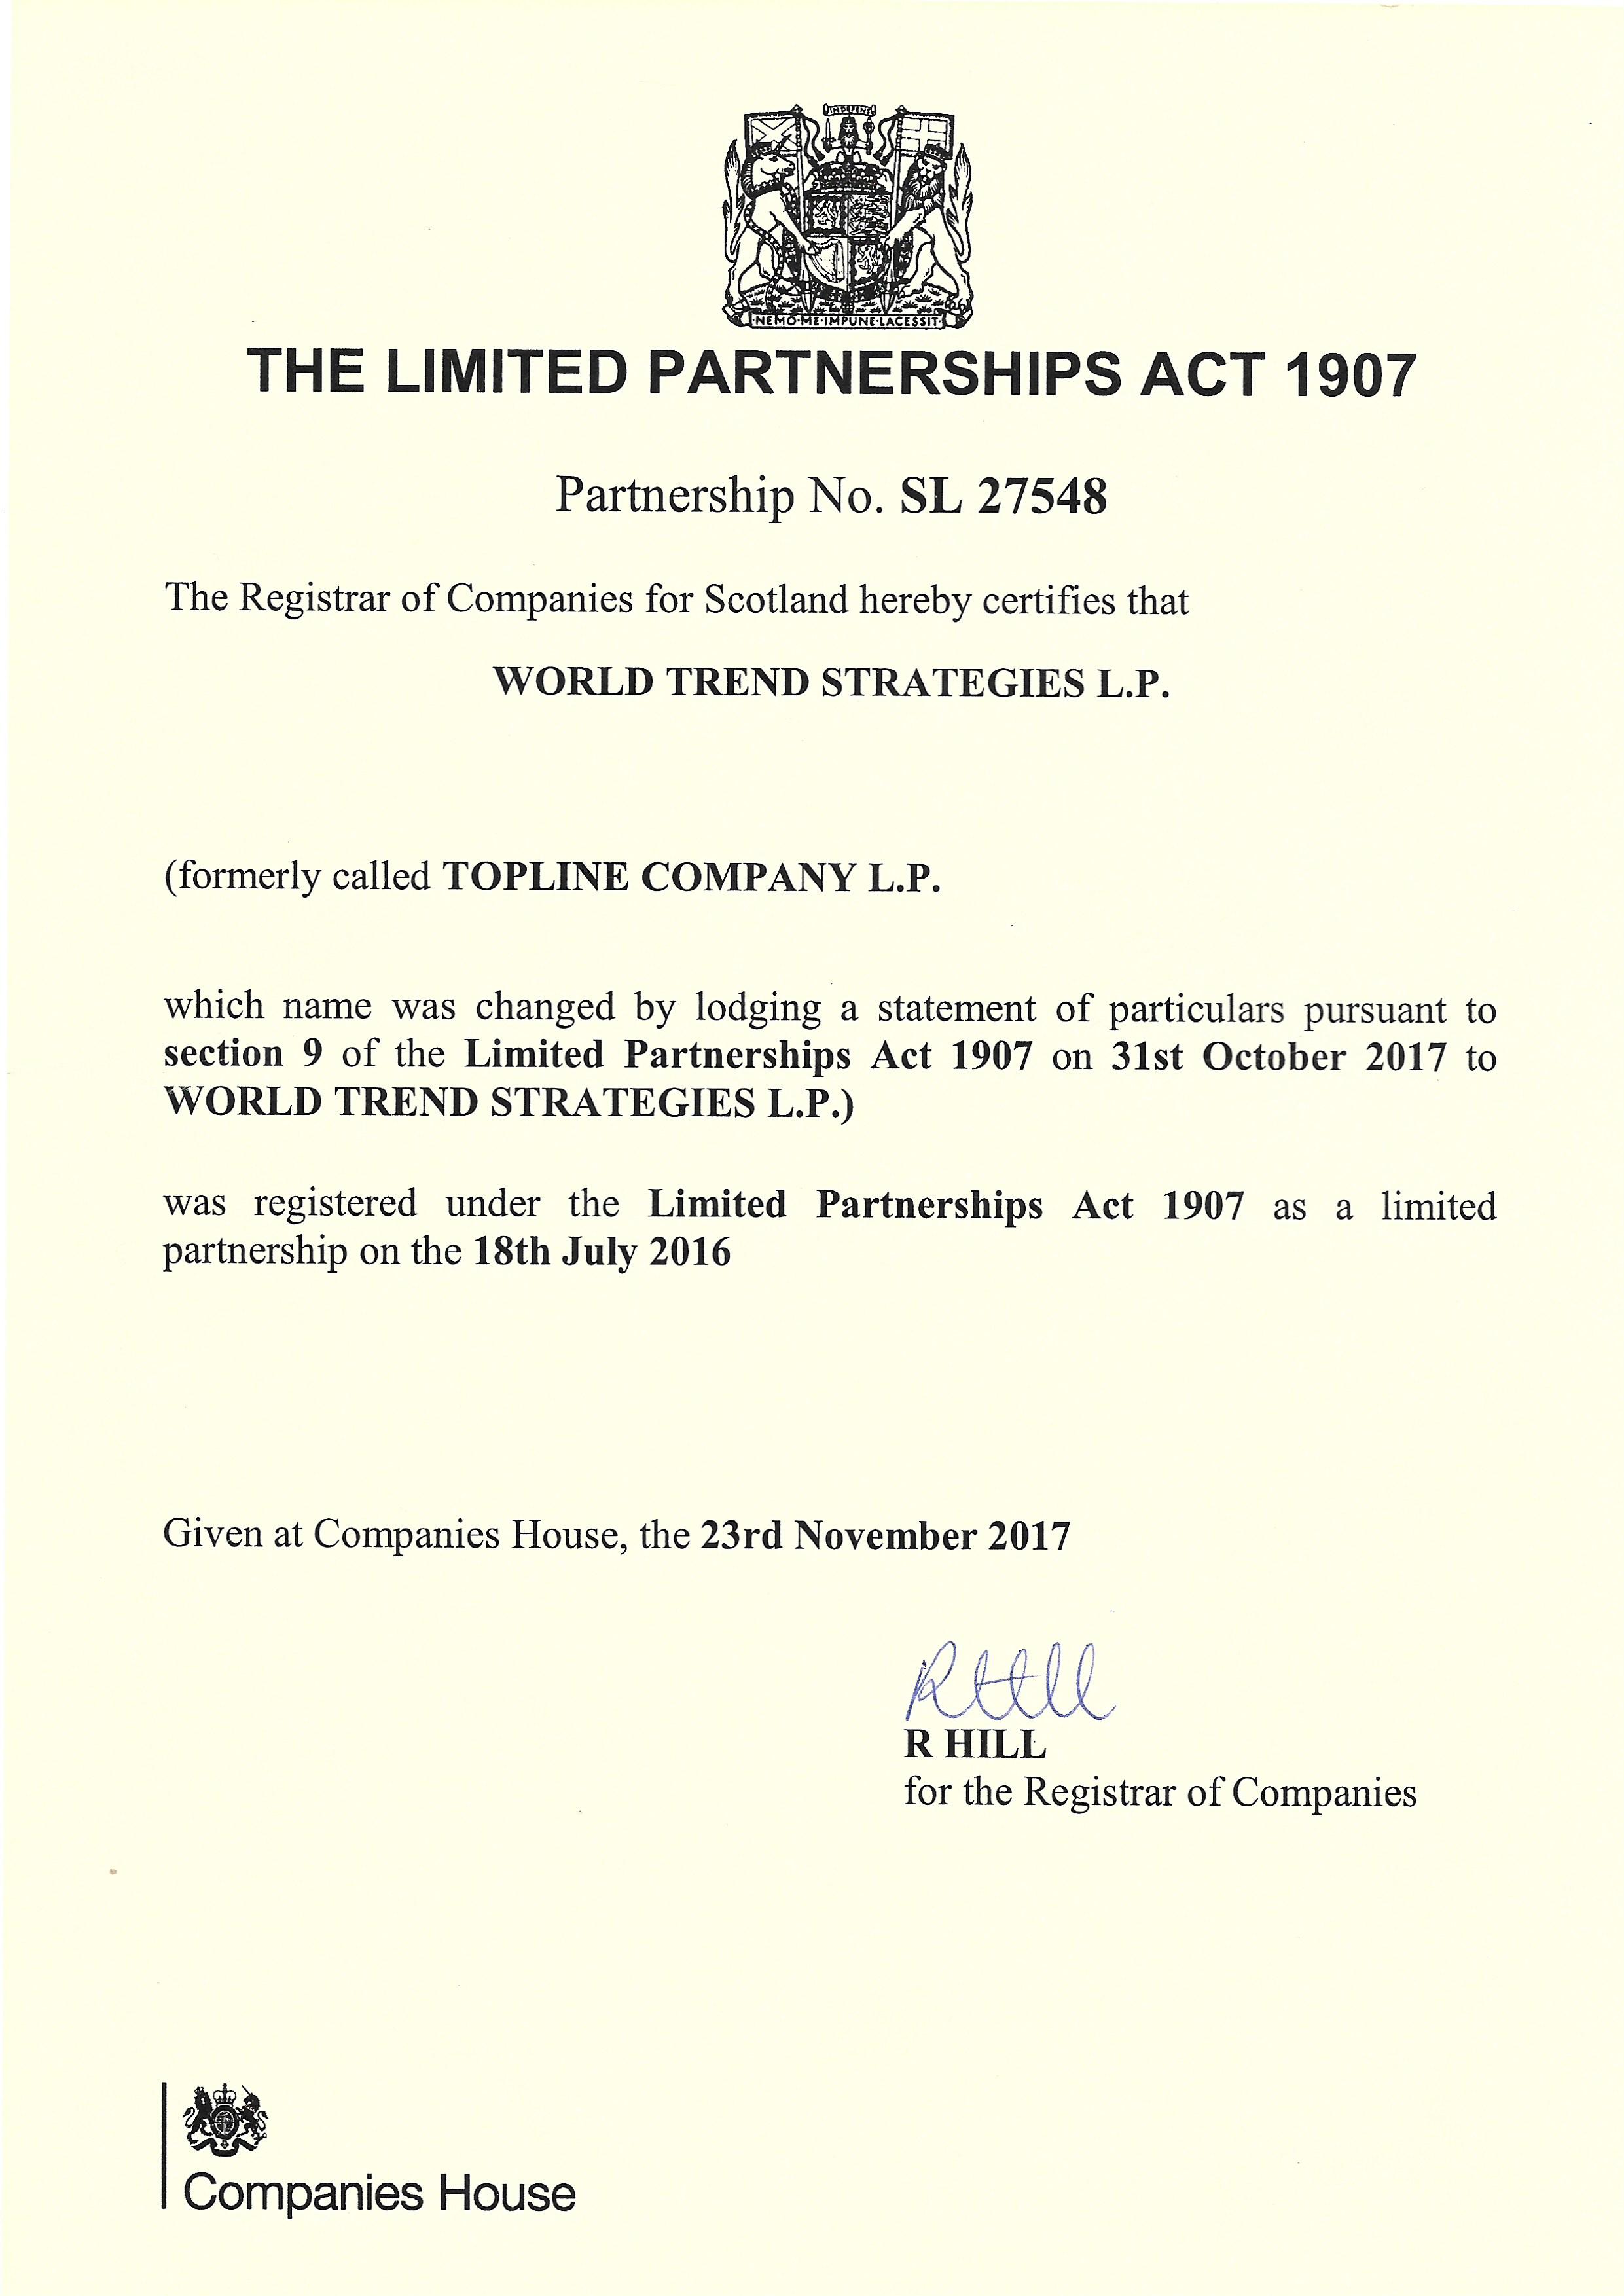 INDEFENS
NEMO·ME·IMPUNE·LACESSIT
THE LIMITED PARTNERSHIPS ACT 1907
Partnership No. SL 27548
The Registrar of Companies for Scotland hereby certifies that
WORLD TREND STRATEGIES L.P.
(formerly called TOPLINE COMPANY L.P.
which name was changed by lodging a statement of particulars pursuant to
section 9 of the Limited Partnerships Act 1907 on 31st October 2017 to
WORLD TREND STRATEGIES L.P.)
was registered under the Limited Partnerships Act 1907 as a limited
partnership on the 18th July 2016
Given at Companies House, the 23rd November 2017
R Hill
R HILL
for the Registrar of Companies
Companies House